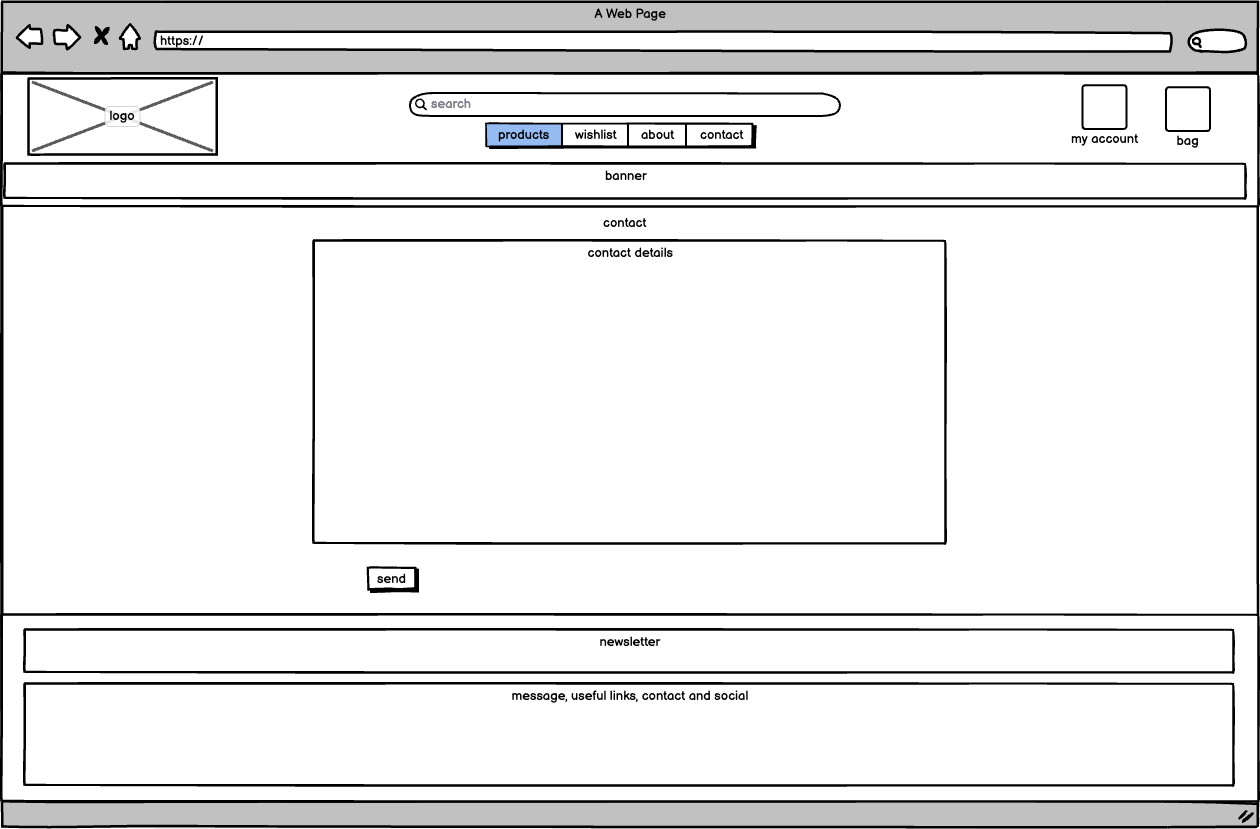 A Web Page
https://
logo
search
products wishlist about contact
my account
bag
banner
contact
contact details
send
newsletter
message, useful links, contact and social